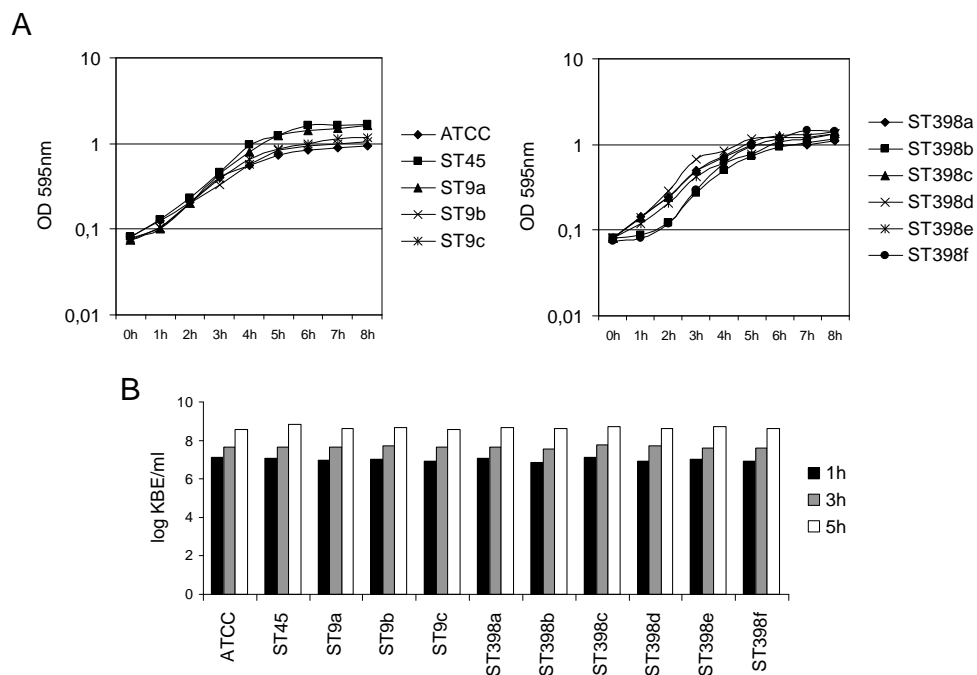 A
OD 595nm
10
1
0,1
0,01
0h 1h 2h 3h 4h 5h 6h 7h 8h
ATCC
ST45
ST9a
ST9b
ST9c
OD 595nm
10
1
0,1
0,01
0h 1h 2h 3h 4h 5h 6h 7h 8h
ST398a
ST398b
ST398c
ST398d
ST398e
ST398f
B
log KBE/ml
10
8
6
4
2
0
ATCC
ST45
ST9a
ST9b
ST9c
ST398a
ST398b
ST398c
ST398d
ST398e
ST398f
1h
3h
5h